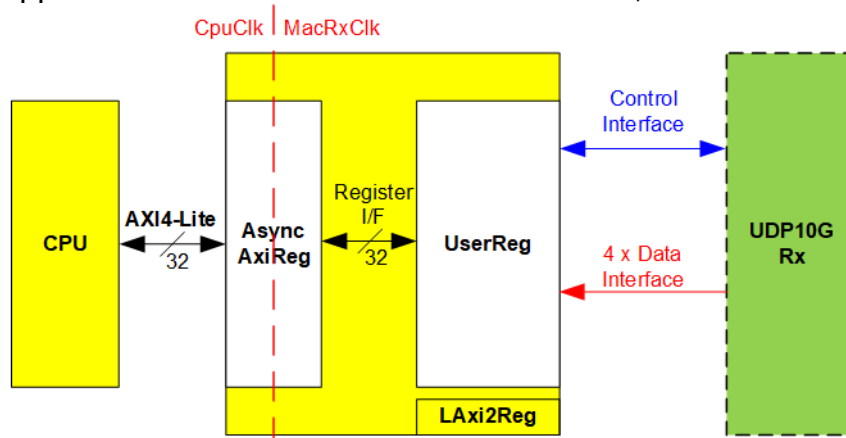 CpuClk MacRxClk
Control
Interface
Register
I/F
AXI4-Lite
32
CPU
Async
AxiReg
32
UserReg
4 x Data
Interface
UDP10G
Rx
LAxi2Reg